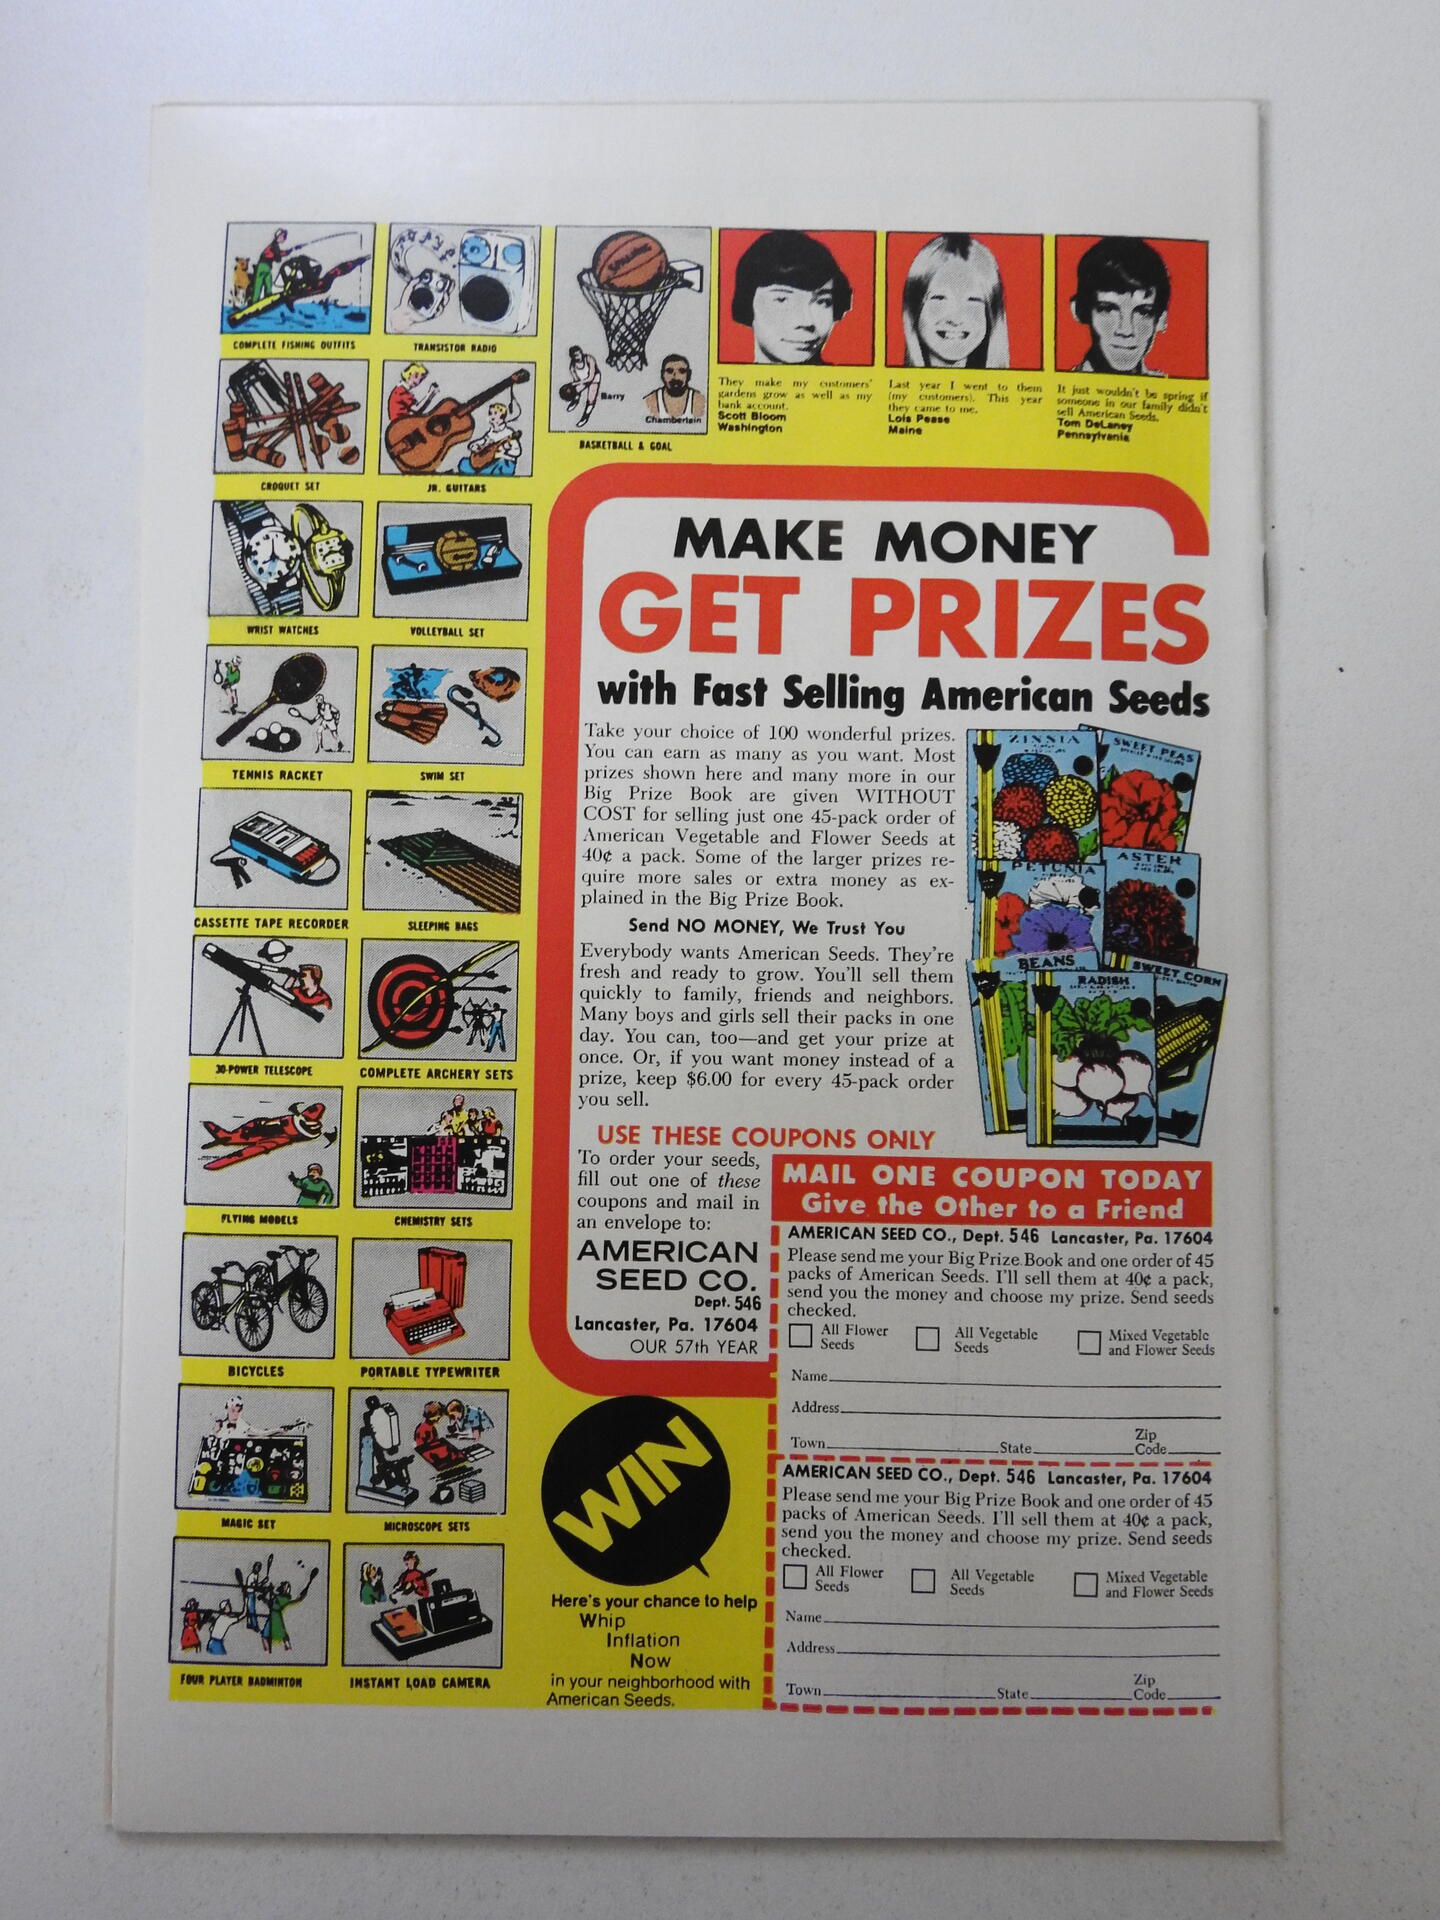 COMPLETE FISHING OUTFITS
TRANSISTOR RADIO
SPALDING
Barry
Chamberlain
BASKETBALL & GOAL
CROQUET SET
JR. GUITARS
WRIST WATCHES
VOLLEYBALL SET
TENNIS RACKET
SWIM SET
CASSETTE TAPE RECORDER
SLEEPING BAGS
30-POWER TELESCOPE
COMPLETE ARCHERY SETS
FLYING MODELS
CHEMISTRY SETS
BICYCLES
PORTABLE TYPEWRITER
MAGIC SET
MICROSCOPE SETS
FOUR PLAYER BADMINTON
INSTANT LOAD CAMERA
They make my customers'
gardens grow as well as my
bank account.
Scott Bloom
Washington
Last year I went to them
(my customers). This year
they came to me.
Lois Pease
Maine
It just wouldn't be spring if
someone in our family didn't
sell American Seeds.
Tom DeLaney
Pennsylvania
MAKE MONEY
GET PRIZES
with Fast Selling American Seeds
Take your choice of 100 wonderful prizes.
You can earn as many as you want. Most
prizes shown here and many more in our
Big Prize Book are given WITHOUT
COST for selling just one 45-pack order of
American Vegetable and Flower Seeds at
40¢ a pack. Some of the larger prizes re-
quire more sales or extra money as ex-
plained in the Big Prize Book.
Send NO MONEY, We Trust You
Everybody wants American Seeds. They're
fresh and ready to grow. You'll sell them
quickly to family, friends and neighbors.
Many boys and girls sell their packs in one
day. You can, too—and get your prize at
once. Or, if you want money instead of a
prize, keep $6.00 for every 45-pack order
you sell.
ZINNIA
SWEET PEAS
PETUNIA
ASTER
BEANS
RADISH
SWEET CORN
USE THESE COUPONS ONLY
To order your seeds,
fill out one of these
coupons and mail in
an envelope to:
AMERICAN
SEED CO.
Dept. 546
Lancaster, Pa. 17604
OUR 57th YEAR
MAIL ONE COUPON TODAY
Give the Other to a Friend
AMERICAN SEED CO., Dept. 546 Lancaster, Pa. 17604
Please send me your Big Prize Book and one order of 45
packs of American Seeds. I'll sell them at 40¢ a pack,
send you the money and choose my prize. Send seeds
checked.
All Flower
Seeds
All Vegetable
Seeds
Mixed Vegetable
and Flower Seeds
Name
Address
Town State Zip
Code
AMERICAN SEED CO., Dept. 546 Lancaster, Pa. 17604
Please send me your Big Prize Book and one order of 45
packs of American Seeds. I'll sell them at 40¢ a pack,
send you the money and choose my prize. Send seeds
checked.
All Flower
Seeds
All Vegetable
Seeds
Mixed Vegetable
and Flower Seeds
Name
Address
Town State Zip
Code
WIN
Here's your chance to help
Whip
Inflation
Now
in your neighborhood with
American Seeds.